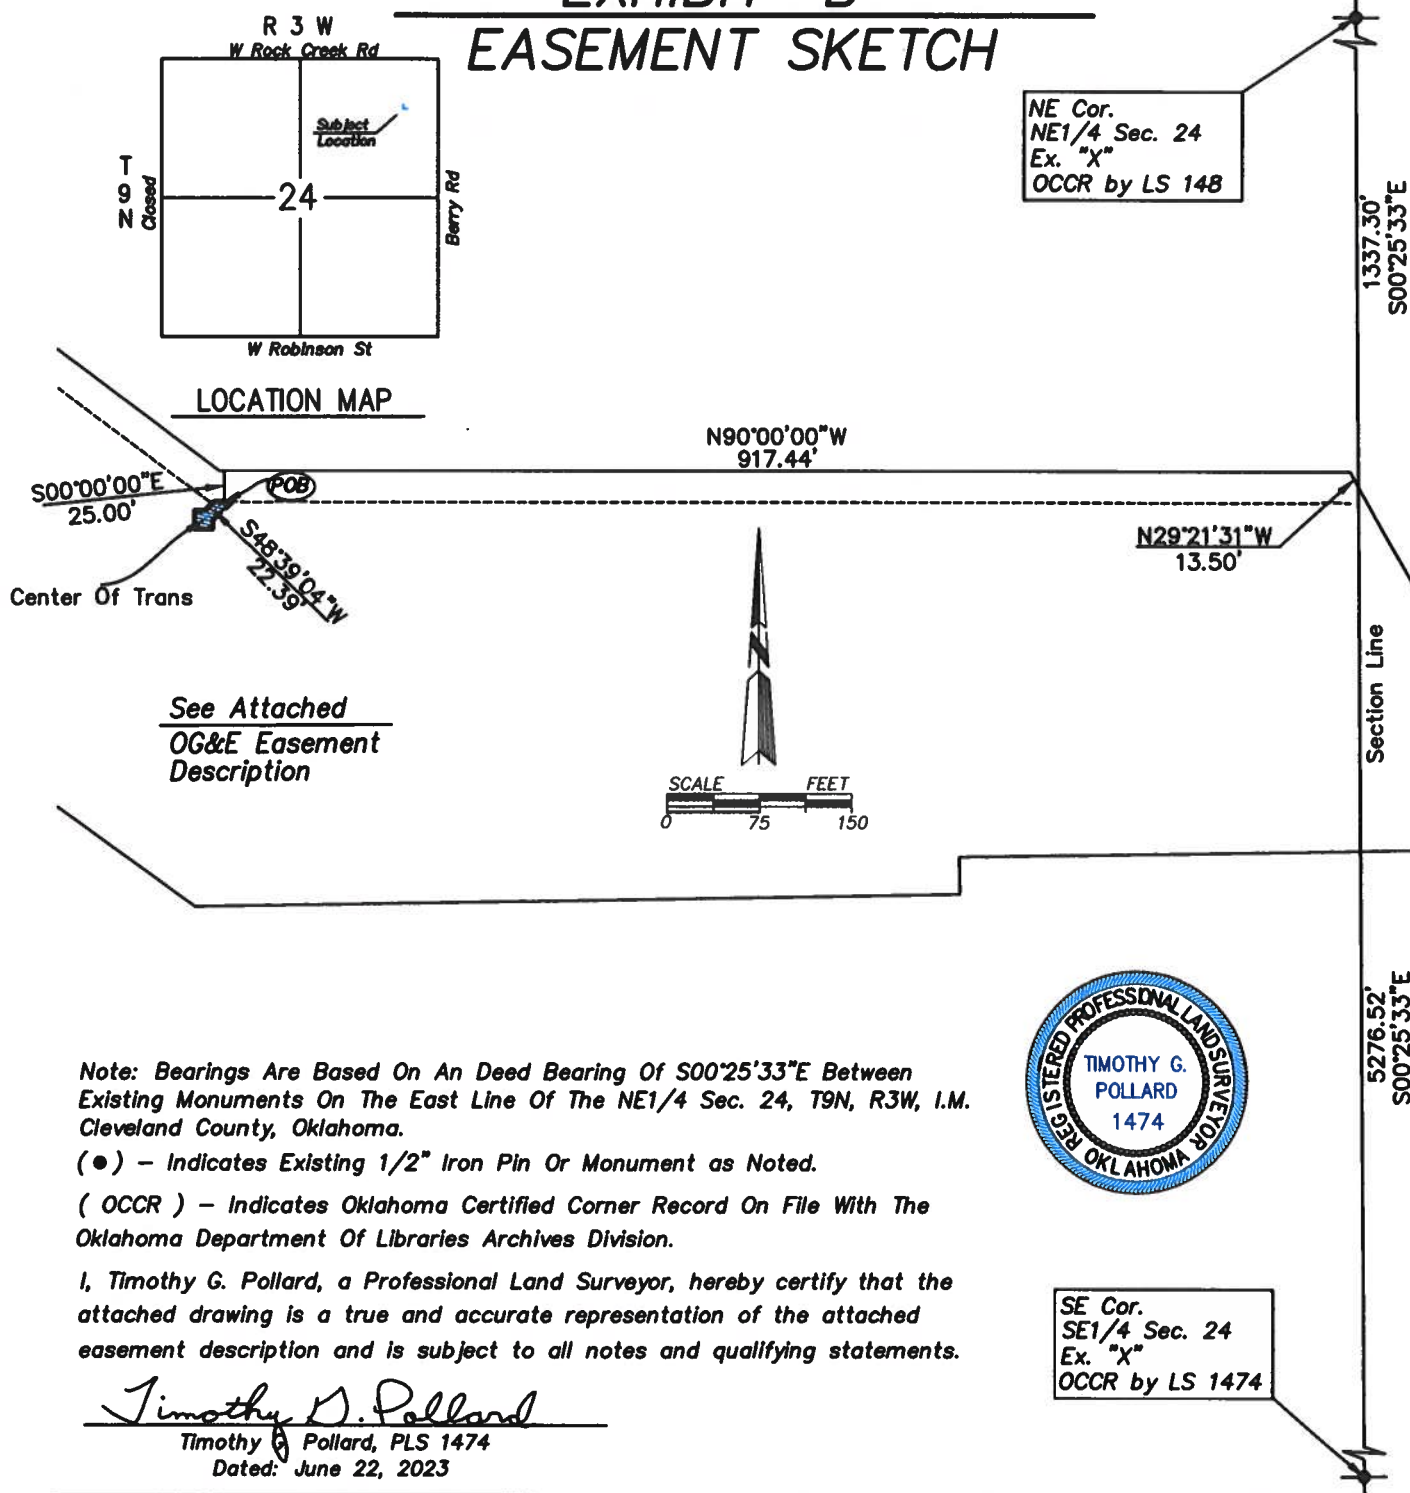 EASEMENT SKETCH
R 3 W
W Rock Creek Rd
Subject
Location
T
9
N
Closed
24
Berry Rd
W Robinson St
LOCATION MAP
NE Cor.
NE1/4 Sec. 24
Ex. "X"
OCCR by LS 148
1337.30'
S00°25'33"E
N90°00'00"W
917.44'
S00°00'00"E
25.00'
POB
S48°39'04"W
22.39'
Center Of Trans
N29°21'31"W
13.50'
N
Section Line
See Attached
OG&E Easement
Description
SCALE FEET
0 75 150
5276.52'
S00°25'33"E
REGISTERED PROFESSIONAL LAND SURVEYOR
TIMOTHY G.
POLLARD
1474
OKLAHOMA
Note: Bearings Are Based On An Deed Bearing Of S00°25'33"E Between
Existing Monuments On The East Line Of The NE1/4 Sec. 24, T9N, R3W, I.M.
Cleveland County, Oklahoma.
(●) – Indicates Existing 1/2" Iron Pin Or Monument as Noted.
( OCCR ) – Indicates Oklahoma Certified Corner Record On File With The
Oklahoma Department Of Libraries Archives Division.
I, Timothy G. Pollard, a Professional Land Surveyor, hereby certify that the
attached drawing is a true and accurate representation of the attached
easement description and is subject to all notes and qualifying statements.
SE Cor.
SE1/4 Sec. 24
Ex. "X"
OCCR by LS 1474
Timothy G. Pollard
Timothy G Pollard, PLS 1474
Dated: June 22, 2023